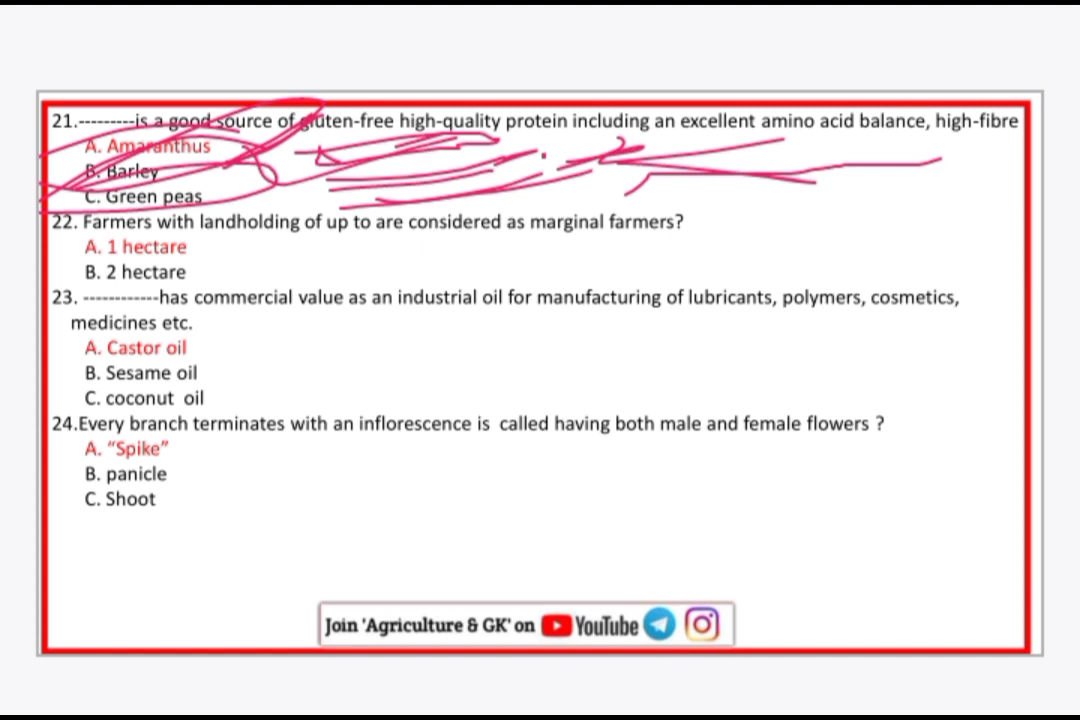 21.---------is a good source of gluten-free high-quality protein including an excellent amino acid balance, high-fibre
A. Amaranthus
B. Barley
C. Green peas
22. Farmers with landholding of up to are considered as marginal farmers?
A. 1 hectare
B. 2 hectare
23. ------------has commercial value as an industrial oil for manufacturing of lubricants, polymers, cosmetics,
medicines etc.
A. Castor oil
B. Sesame oil
C. coconut oil
24.Every branch terminates with an inflorescence is called having both male and female flowers ?
A. “Spike”
B. panicle
C. Shoot
Join 'Agriculture & GK' on YouTube